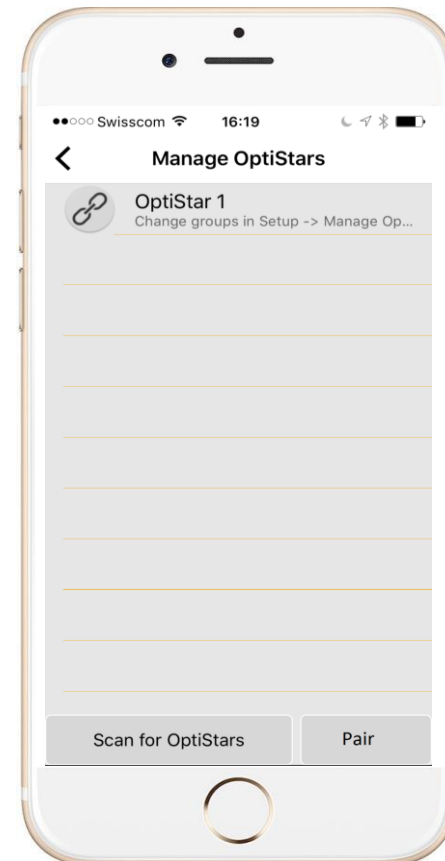 Swisscom 16:19
Manage OptiStars
OptiStar 1
Change groups in Setup -> Manage Op...
Scan for OptiStars Pair